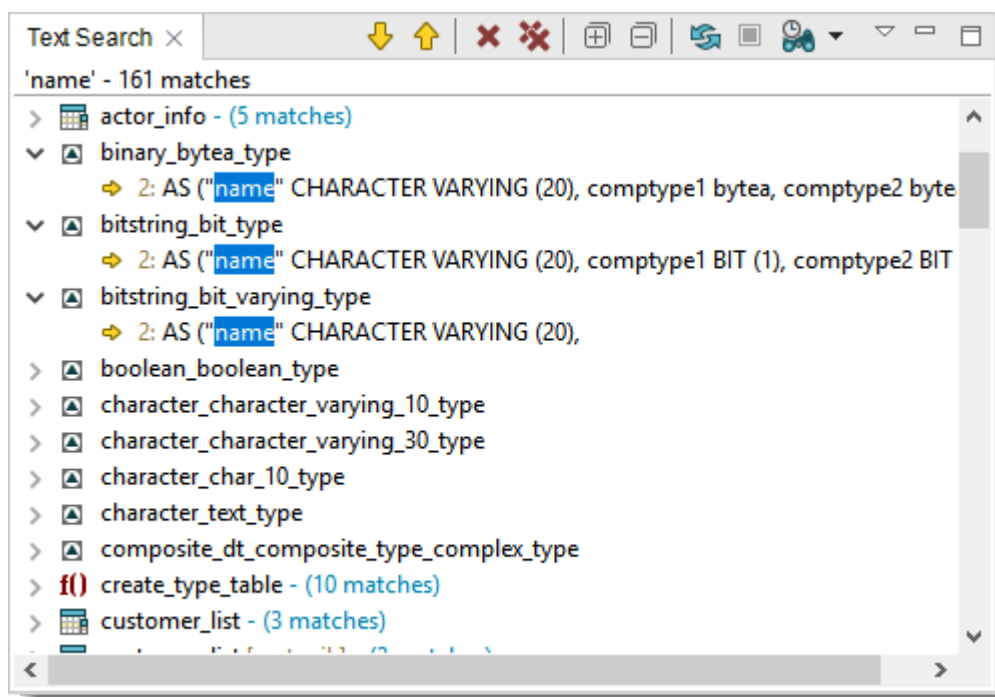 Text Search
'name' - 161 matches
actor_info - (5 matches)
binary_bytea_type
2: AS ("name" CHARACTER VARYING (20), comptype1 bytea, comptype2 byte
bitstring_bit_type
2: AS ("name" CHARACTER VARYING (20), comptype1 BIT (1), comptype2 BIT
bitstring_bit_varying_type
2: AS ("name" CHARACTER VARYING (20),
boolean_boolean_type
character_character_varying_10_type
character_character_varying_30_type
character_char_10_type
character_text_type
composite_dt_composite_type_complex_type
f() create_type_table - (10 matches)
customer_list - (3 matches)